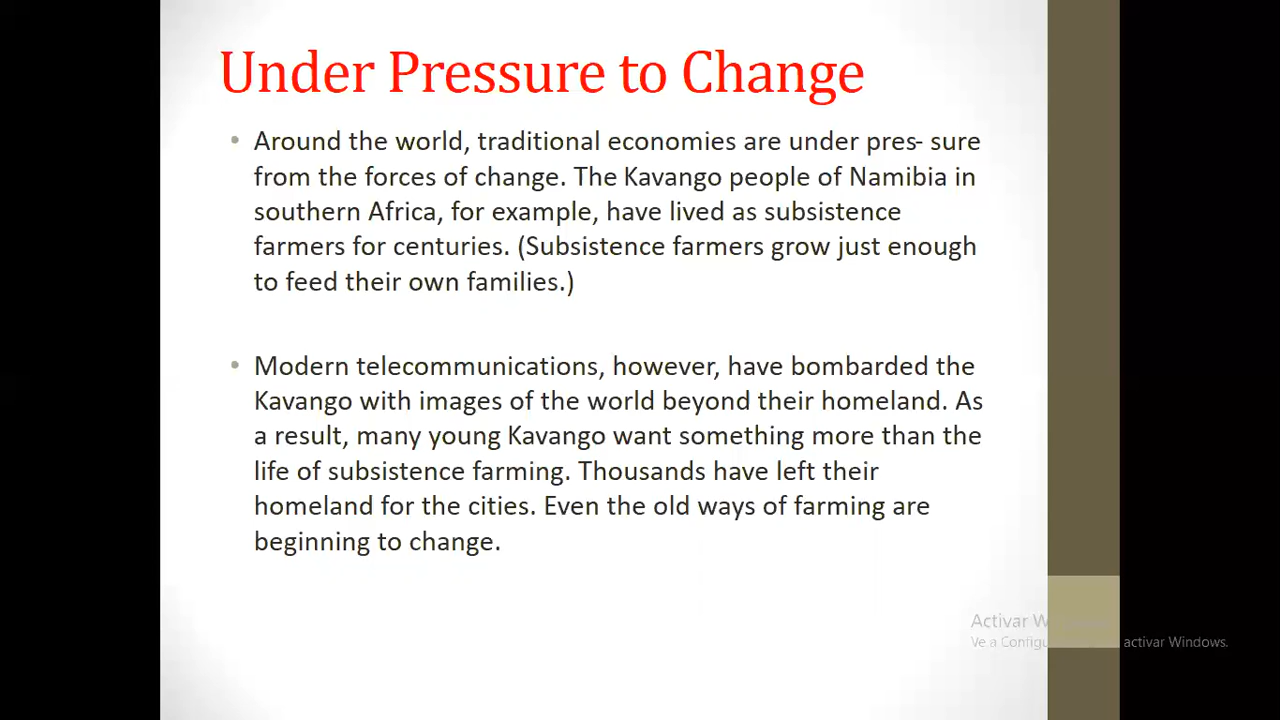 Under Pressure to Change
• Around the world, traditional economies are under pres- sure
from the forces of change. The Kavango people of Namibia in
southern Africa, for example, have lived as subsistence
farmers for centuries. (Subsistence farmers grow just enough
to feed their own families.)
• Modern telecommunications, however, have bombarded the
Kavango with images of the world beyond their homeland. As
a result, many young Kavango want something more than the
life of subsistence farming. Thousands have left their
homeland for the cities. Even the old ways of farming are
beginning to change.
Activar W
Ve a Configu activar Windows.